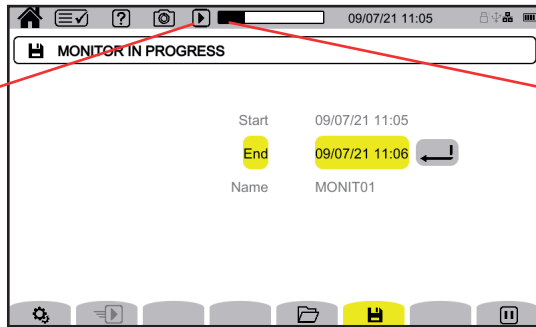 ? 09/07/21 11:05
MONITOR IN PROGRESS
Start 09/07/21 11:05
End 09/07/21 11:06
Name MONIT01